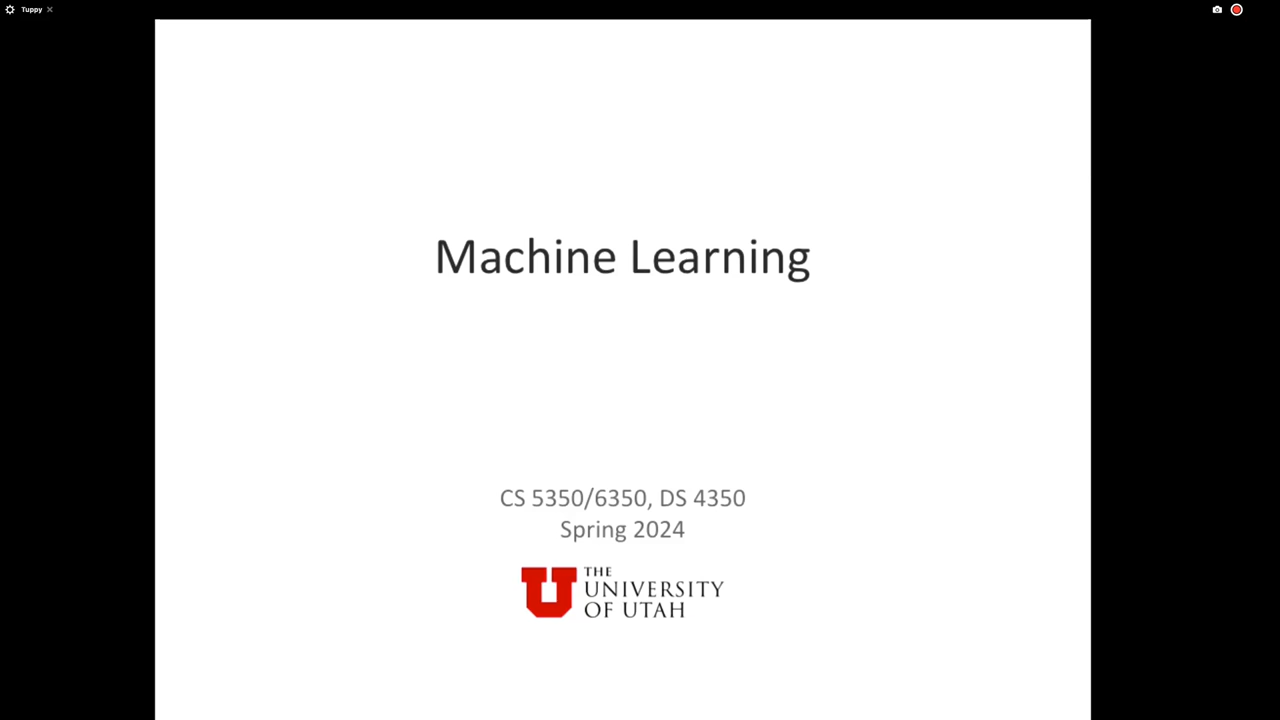 Tuppy
Machine Learning
CS 5350/6350, DS 4350
Spring 2024
THE
UNIVERSITY
OF UTAH